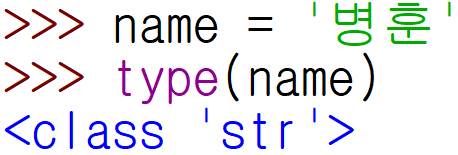 >>> name = '병훈'
>>> type(name)
<class 'str'>